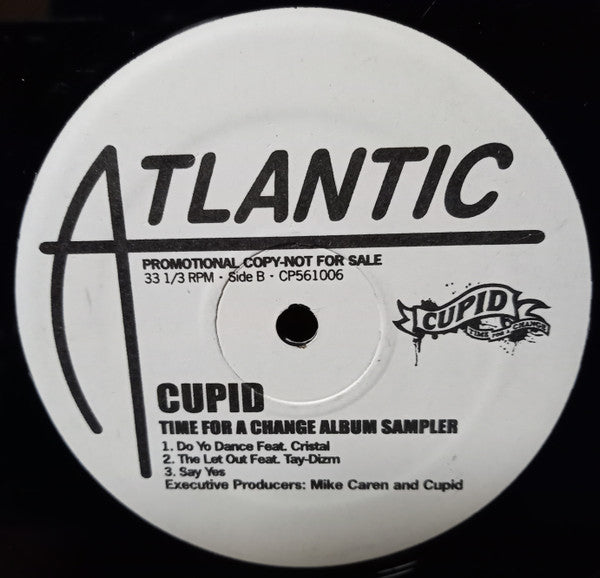 ATLANTIC
PROMOTIONAL COPY-NOT FOR SALE
33 1/3 RPM · Side B · CP561006
CUPID
TIME FOR A CHANGE
CUPID
TIME FOR A CHANGE ALBUM SAMPLER
1. Do Yo Dance Feat. Cristal
2. The Let Out Feat. Tay-Dizm
3. Say Yes
Executive Producers: Mike Caren and Cupid